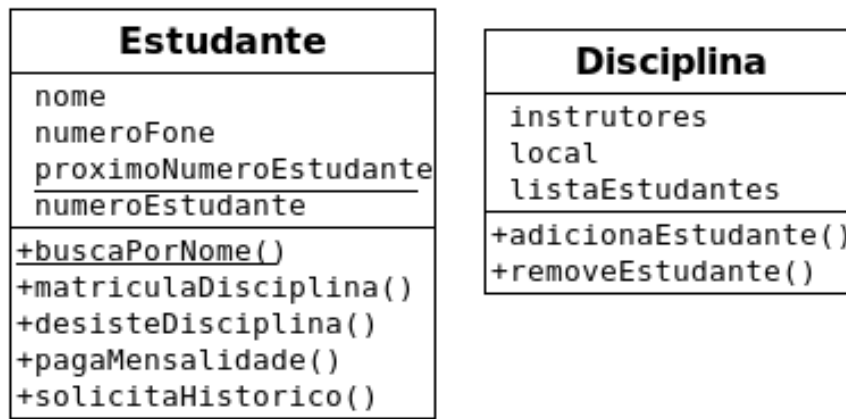 Estudante
nome
numeroFone
proximoNumeroEstudante
numeroEstudante
+buscaPorNome()
+matriculaDisciplina()
+desisteDisciplina()
+pagaMensalidade()
+solicitaHistorico()
Disciplina
instrutores
local
listaEstudantes
+adicionaEstudante()
+removeEstudante()